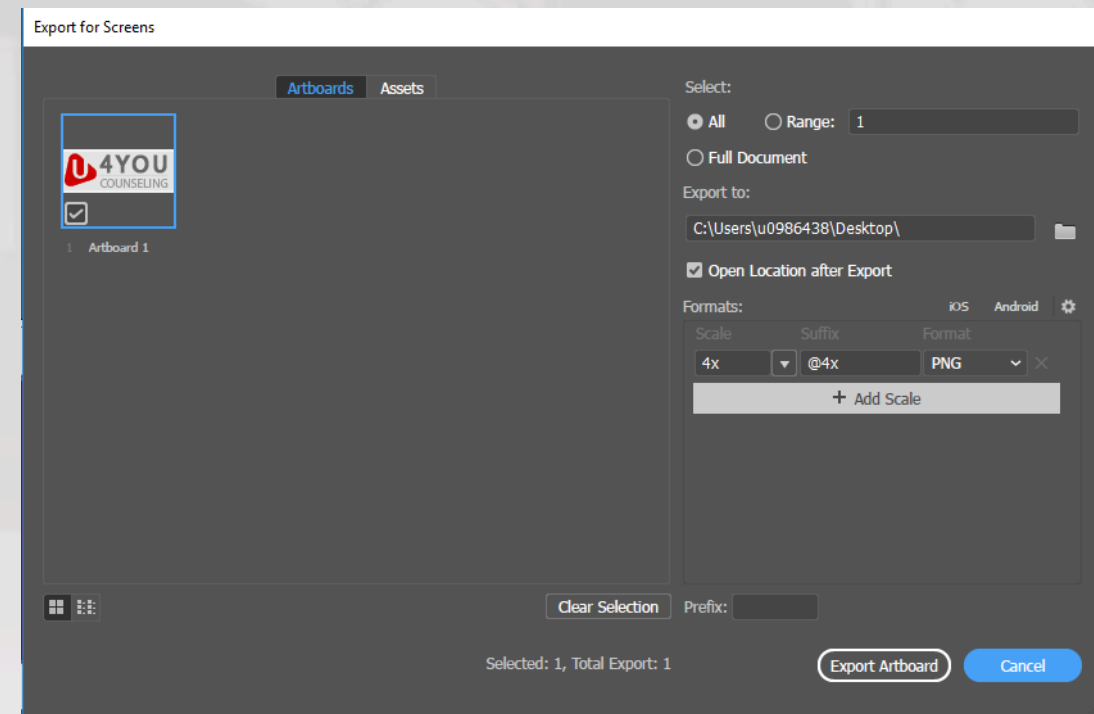 Export for Screens
Artboards Assets
4YOU
COUNSELING
1 Artboard 1
Clear Selection
Selected: 1, Total Export: 1
Select:
All Range: 1
Full Document
Export to:
C:\Users\u0986438\Desktop\
Open Location after Export
Formats: iOS Android
Scale Suffix Format
4x @4x PNG
+ Add Scale
Prefix:
Export Artboard Cancel